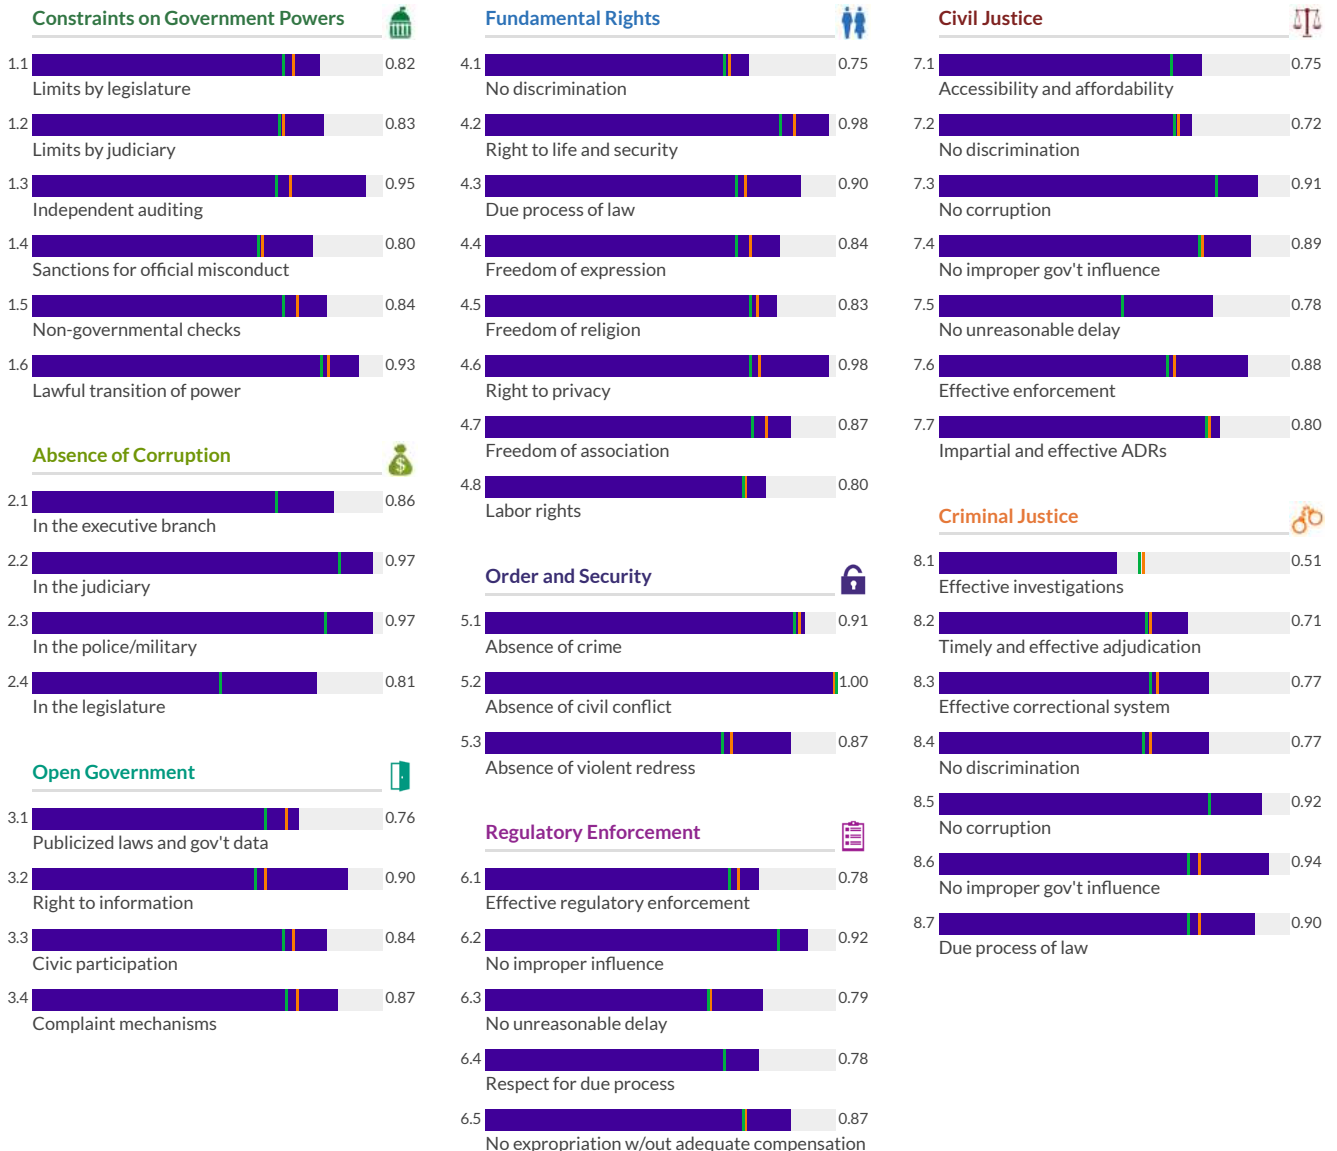 Constraints on Government Powers
1.1 0.82
Limits by legislature
1.2 0.83
Limits by judiciary
1.3 0.95
Independent auditing
1.4 0.80
Sanctions for official misconduct
1.5 0.84
Non-governmental checks
1.6 0.93
Lawful transition of power
Absence of Corruption
$
2.1 0.86
In the executive branch
2.2 0.97
In the judiciary
2.3 0.97
In the police/military
2.4 0.81
In the legislature
Open Government
3.1 0.76
Publicized laws and gov't data
3.2 0.90
Right to information
3.3 0.84
Civic participation
3.4 0.87
Complaint mechanisms
Fundamental Rights
4.1 0.75
No discrimination
4.2 0.98
Right to life and security
4.3 0.90
Due process of law
4.4 0.84
Freedom of expression
4.5 0.83
Freedom of religion
4.6 0.98
Right to privacy
4.7 0.87
Freedom of association
4.8 0.80
Labor rights
Order and Security
5.1 0.91
Absence of crime
5.2 1.00
Absence of civil conflict
5.3 0.87
Absence of violent redress
Regulatory Enforcement
6.1 0.78
Effective regulatory enforcement
6.2 0.92
No improper influence
6.3 0.79
No unreasonable delay
6.4 0.78
Respect for due process
6.5 0.87
No expropriation w/out adequate compensation
Civil Justice
7.1 0.75
Accessibility and affordability
7.2 0.72
No discrimination
7.3 0.91
No corruption
7.4 0.89
No improper gov't influence
7.5 0.78
No unreasonable delay
7.6 0.88
Effective enforcement
7.7 0.80
Impartial and effective ADRs
Criminal Justice
8.1 0.51
Effective investigations
8.2 0.71
Timely and effective adjudication
8.3 0.77
Effective correctional system
8.4 0.77
No discrimination
8.5 0.92
No corruption
8.6 0.94
No improper gov't influence
8.7 0.90
Due process of law